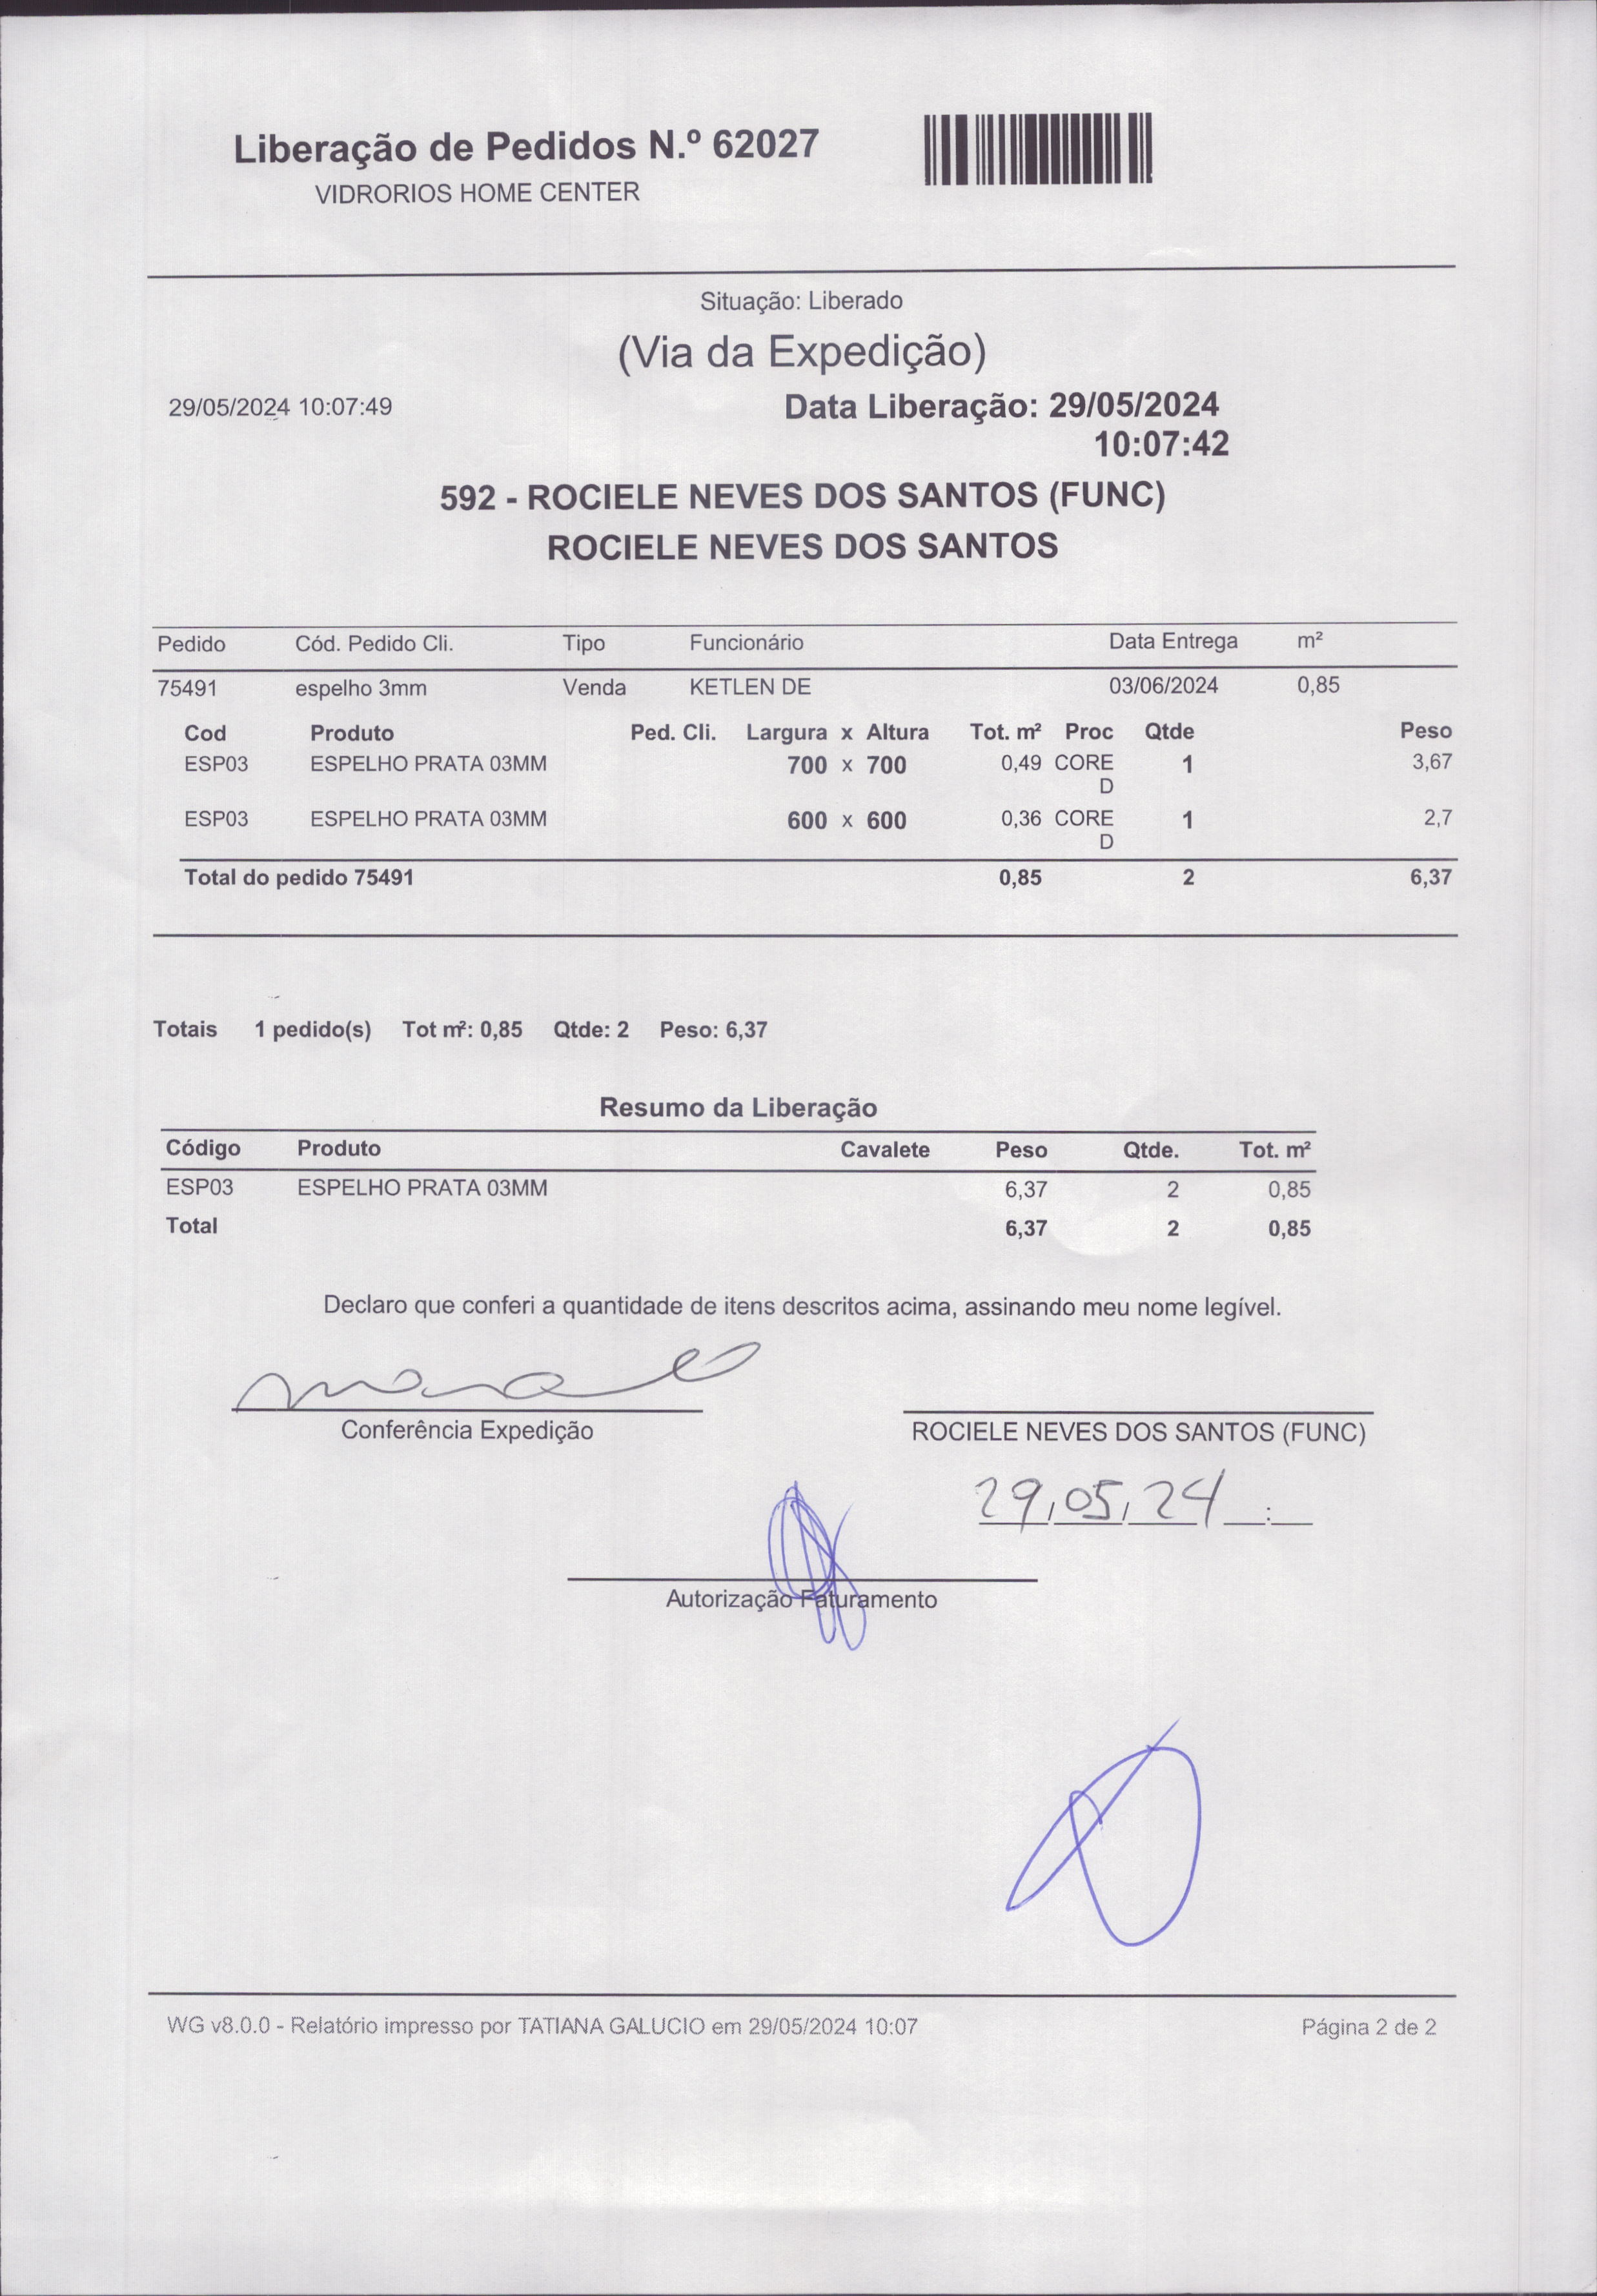 Liberação de Pedidos N.º 62027
VIDRORIOS HOME CENTER
Situação: Liberado
(Via da Expedição)
29/05/2024 10:07:49
Data Liberação: 29/05/2024
10:07:42
592 - ROCIELE NEVES DOS SANTOS (FUNC)
ROCIELE NEVES DOS SANTOS
Pedido Cód. Pedido Cli. Tipo Funcionário Data Entrega m²
75491 espelho 3mm Venda KETLEN DE 03/06/2024 0,85
Cod Produto Ped. Cli. Largura x Altura Tot. m² Proc Qtde Peso
ESP03 ESPELHO PRATA 03MM 700 x 700 0,49 CORE 1 3,67
D
ESP03 ESPELHO PRATA 03MM 600 x 600 0,36 CORE 1 2,7
D
Total do pedido 75491 0,85 2 6,37
Totais 1 pedido(s) Tot m²: 0,85 Qtde: 2 Peso: 6,37
Resumo da Liberação
Código Produto Cavalete Peso Qtde. Tot. m²
ESP03 ESPELHO PRATA 03MM 6,37 2 0,85
Total 6,37 2 0,85
Declaro que conferi a quantidade de itens descritos acima, assinando meu nome legível.
Conferência Expedição
ROCIELE NEVES DOS SANTOS (FUNC)
29/05/24 __:__
Autorização Faturamento
WG v8.0.0 - Relatório impresso por TATIANA GALUCIO em 29/05/2024 10:07
Página 2 de 2